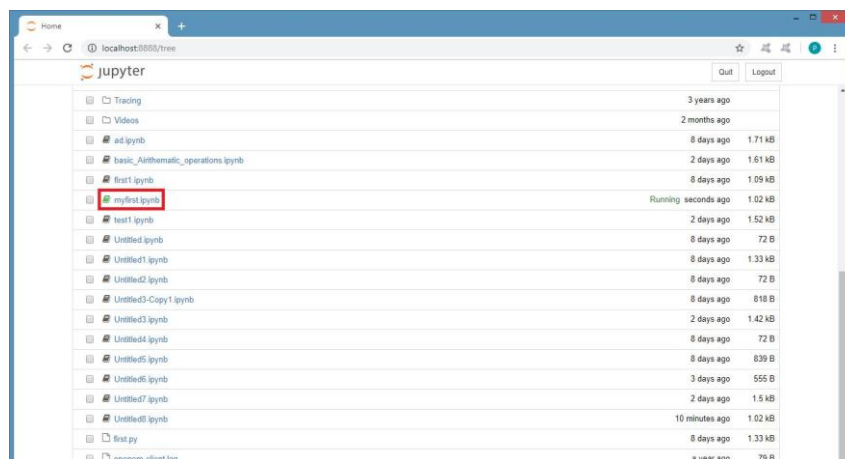 Home
localhost:8888/tree
P
jupyter Quit Logout
Tracing 3 years ago
Videos 2 months ago
ad.ipynb 8 days ago 1.71 kB
basic_Airithematic_operations.ipynb 2 days ago 1.61 kB
first1.ipynb 8 days ago 1.09 kB
myfirst.ipynb Running seconds ago 1.02 kB
test1.ipynb 2 days ago 1.52 kB
Untitled.ipynb 8 days ago 72 B
Untitled1.ipynb 8 days ago 1.33 kB
Untitled2.ipynb 8 days ago 72 B
Untitled3-Copy1.ipynb 8 days ago 818 B
Untitled3.ipynb 2 days ago 1.42 kB
Untitled4.ipynb 8 days ago 72 B
Untitled5.ipynb 8 days ago 839 B
Untitled6.ipynb 3 days ago 555 B
Untitled7.ipynb 2 days ago 1.5 kB
Untitled8.ipynb 10 minutes ago 1.02 kB
first.py 8 days ago 1.33 kB
a year ago 79 B